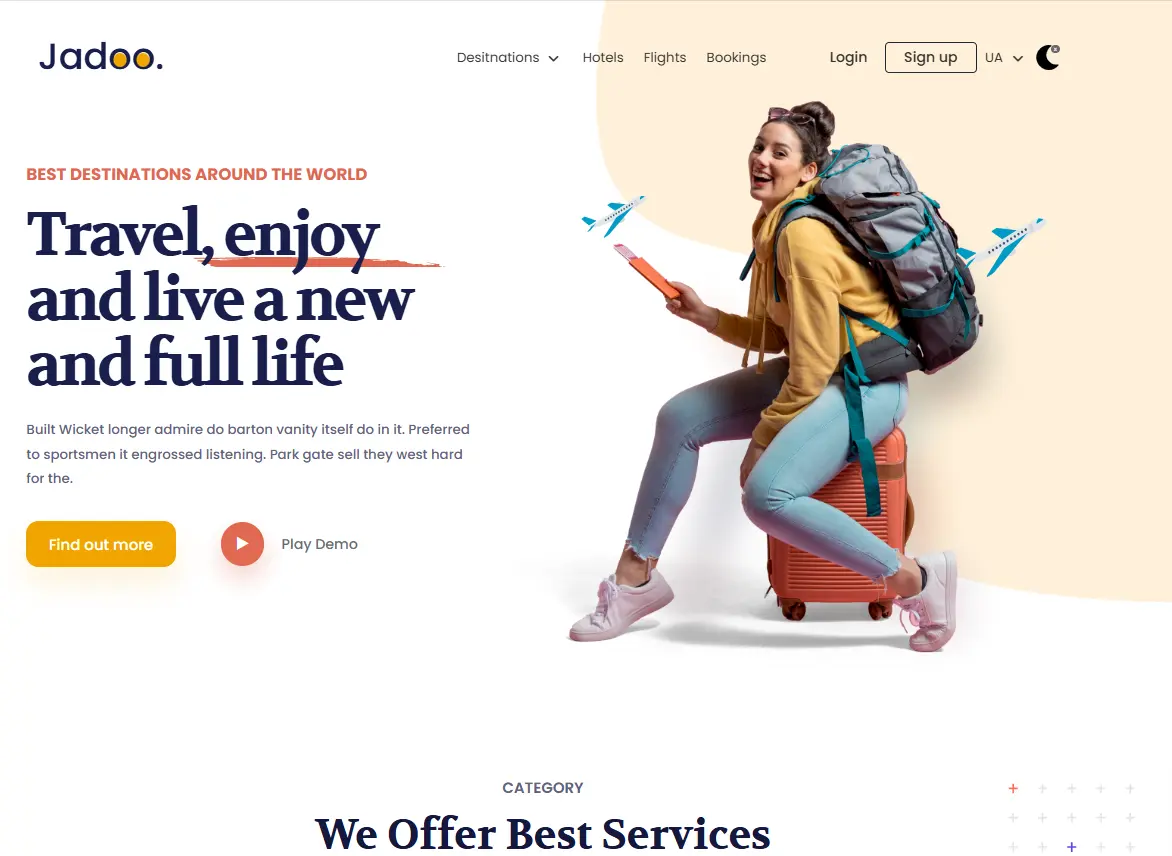 Jadoo.
Desitnations
Hotels
Flights
Bookings
Login
Sign up
UA
BEST DESTINATIONS AROUND THE WORLD
Travel, enjoy
and live a new
and full life
Built Wicket longer admire do barton vanity itself do in it. Preferred
to sportsmen it engrossed listening. Park gate sell they west hard
for the.
Find out more
Play Demo
CATEGORY
We Offer Best Services